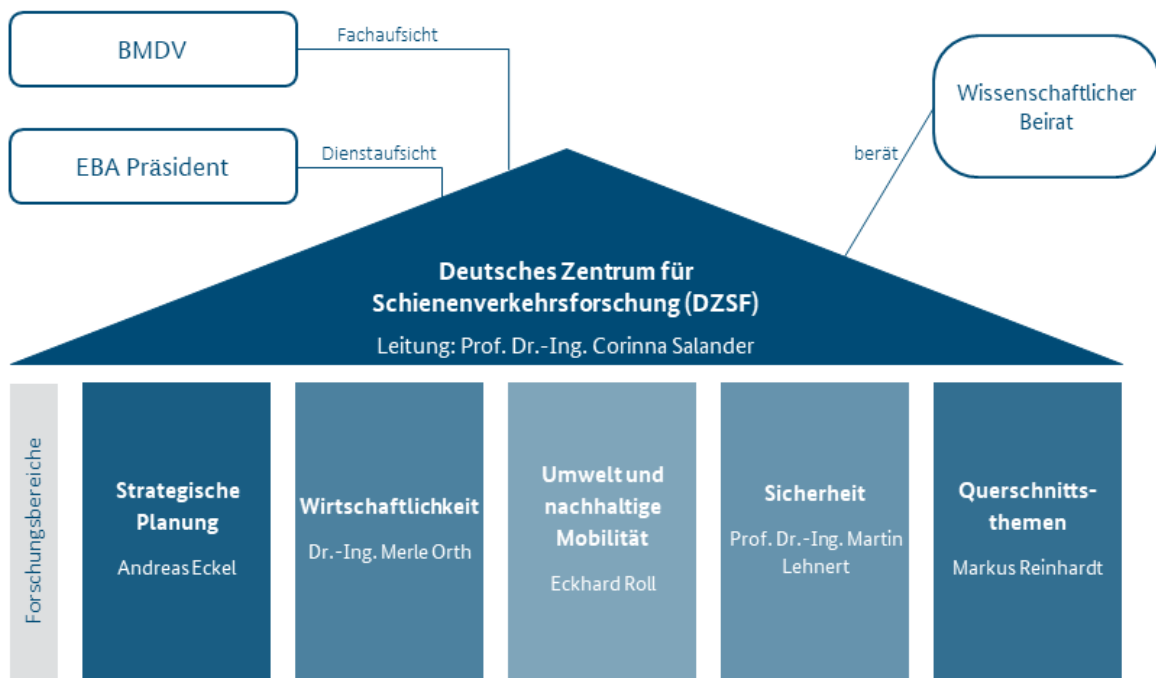 BMDV
Fachaufsicht
EBA Präsident
Dienstaufsicht
Wissenschaftlicher
Beirat
berät
Deutsches Zentrum für
Schienenverkehrsforschung (DZSF)
Leitung: Prof. Dr.-Ing. Corinna Salander
Forschungsbereiche
Strategische
Planung
Andreas Eckel
Wirtschaftlichkeit
Dr.-Ing. Merle Orth
Umwelt und
nachhaltige
Mobilität
Eckhard Roll
Sicherheit
Prof. Dr.-Ing. Martin
Lehnert
Querschnitts-
themen
Markus Reinhardt